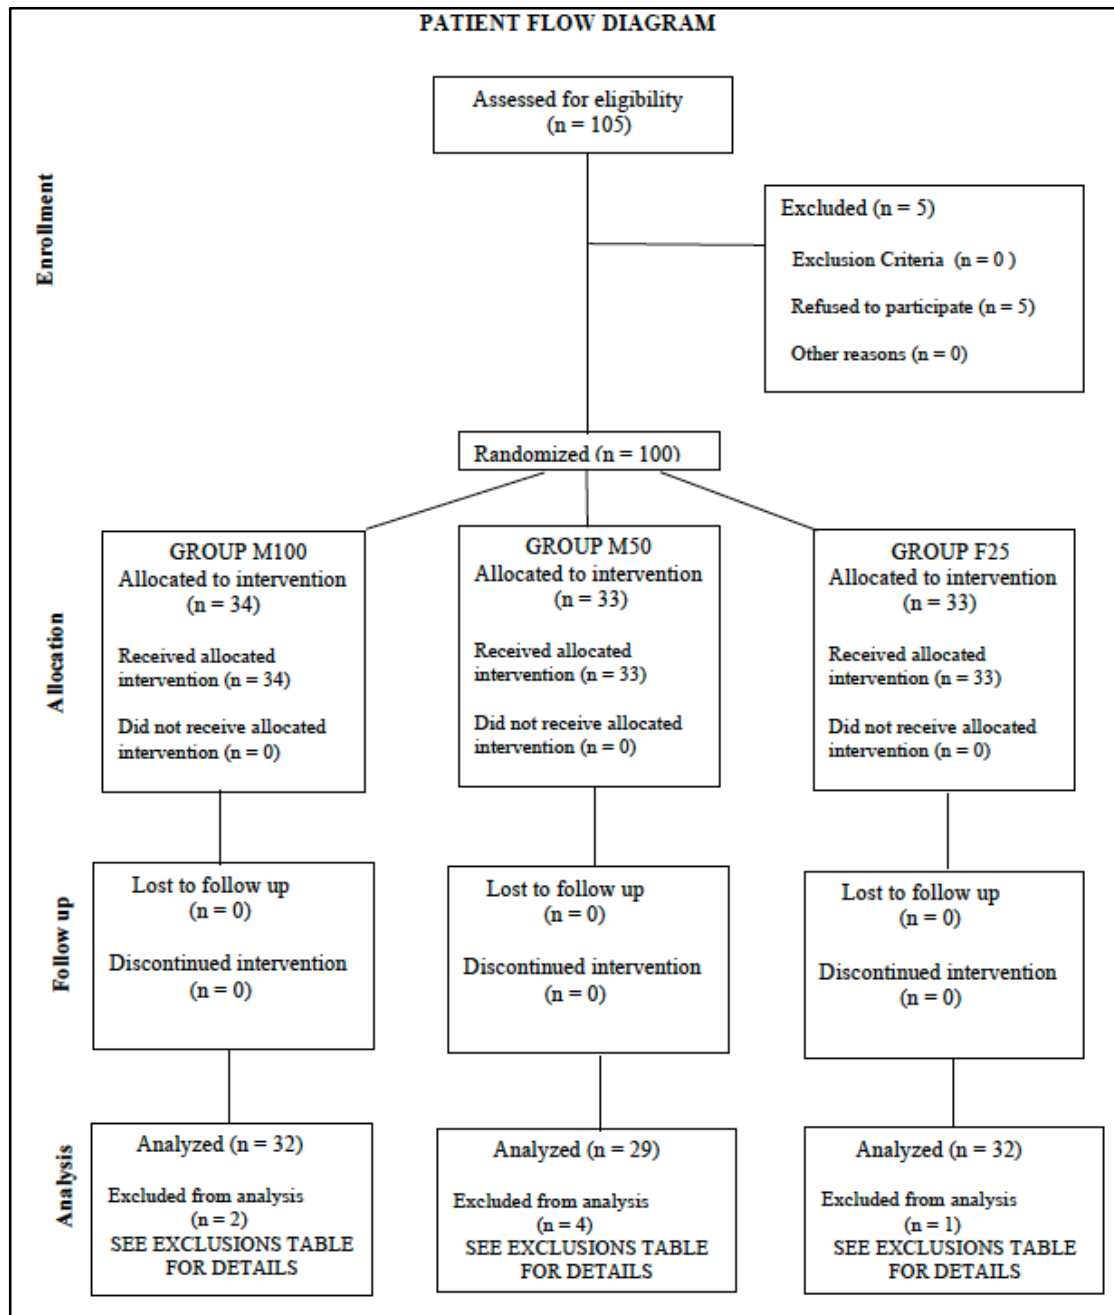 PATIENT FLOW DIAGRAM
Assessed for eligibility
(n = 105)
Enrollment
Excluded (n = 5)
Exclusion Criteria (n = 0 )
Refused to participate (n = 5)
Other reasons (n = 0)
Randomized (n = 100)
Allocation
GROUP M100
Allocated to intervention
(n = 34)
Received allocated
intervention (n = 34)
Did not receive allocated
intervention (n = 0)
GROUP M50
Allocated to intervention
(n = 33)
Received allocated
intervention (n = 33)
Did not receive allocated
intervention (n = 0)
GROUP F25
Allocated to intervention
(n = 33)
Received allocated
intervention (n = 33)
Did not receive allocated
intervention (n = 0)
Follow up
Lost to follow up
(n = 0)
Discontinued intervention
(n = 0)
Lost to follow up
(n = 0)
Discontinued intervention
(n = 0)
Lost to follow up
(n = 0)
Discontinued intervention
(n = 0)
Analysis
Analyzed (n = 32)
Excluded from analysis
(n = 2)
SEE EXCLUSIONS TABLE
FOR DETAILS
Analyzed (n = 29)
Excluded from analysis
(n = 4)
SEE EXCLUSIONS TABLE
FOR DETAILS
Analyzed (n = 32)
Excluded from analysis
(n = 1)
SEE EXCLUSIONS TABLE
FOR DETAILS